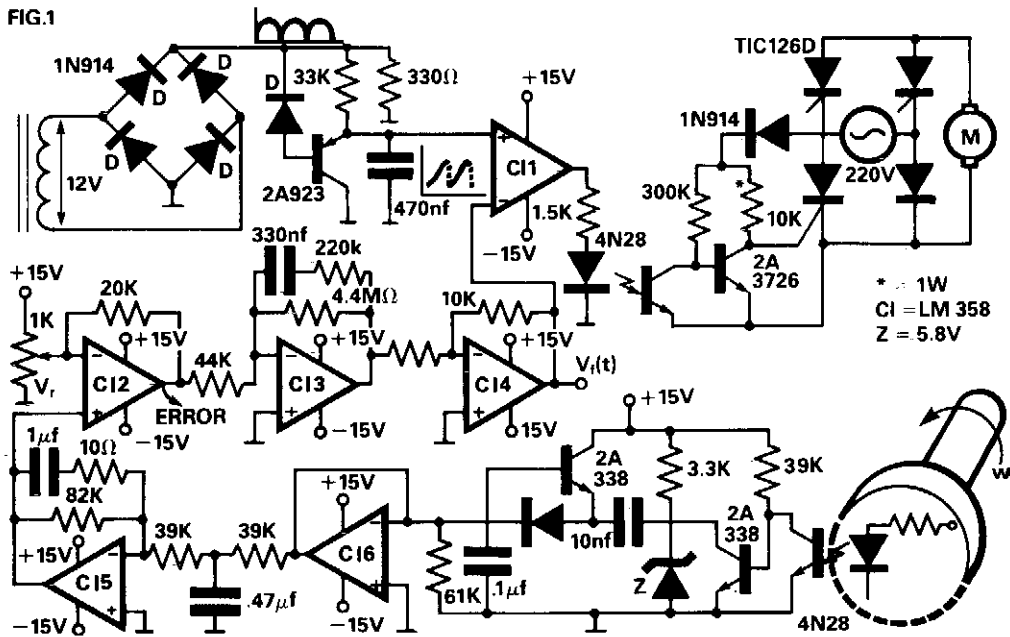 FIG.1
1N914
D
D
D
D
12V
D
33K
330Ω
2A923
470nf
+15V
+
CI1
−
−15V
1.5K
4N28
TIC126D
1N914
220V
M
300K
*
10K
2A
3726
* = 1W
CI = LM 358
Z = 5.8V
+15V
1K
Vr
20K
−
CI2
+
+15V
−15V
ERROR
44K
330nf
220k
4.4MΩ
−
CI3
+
+15V
−15V
10K
−
CI4
+
+15V
15V
Vf(t)
.1μf
10Ω
82K
+15V
−
CI5
+
−15V
39K
39K
.47μf
+15V
−
CI6
+
−15V
61K
.1μf
10nf
2A
338
+15V
3.3K
Z
39K
2A
338
4N28
w